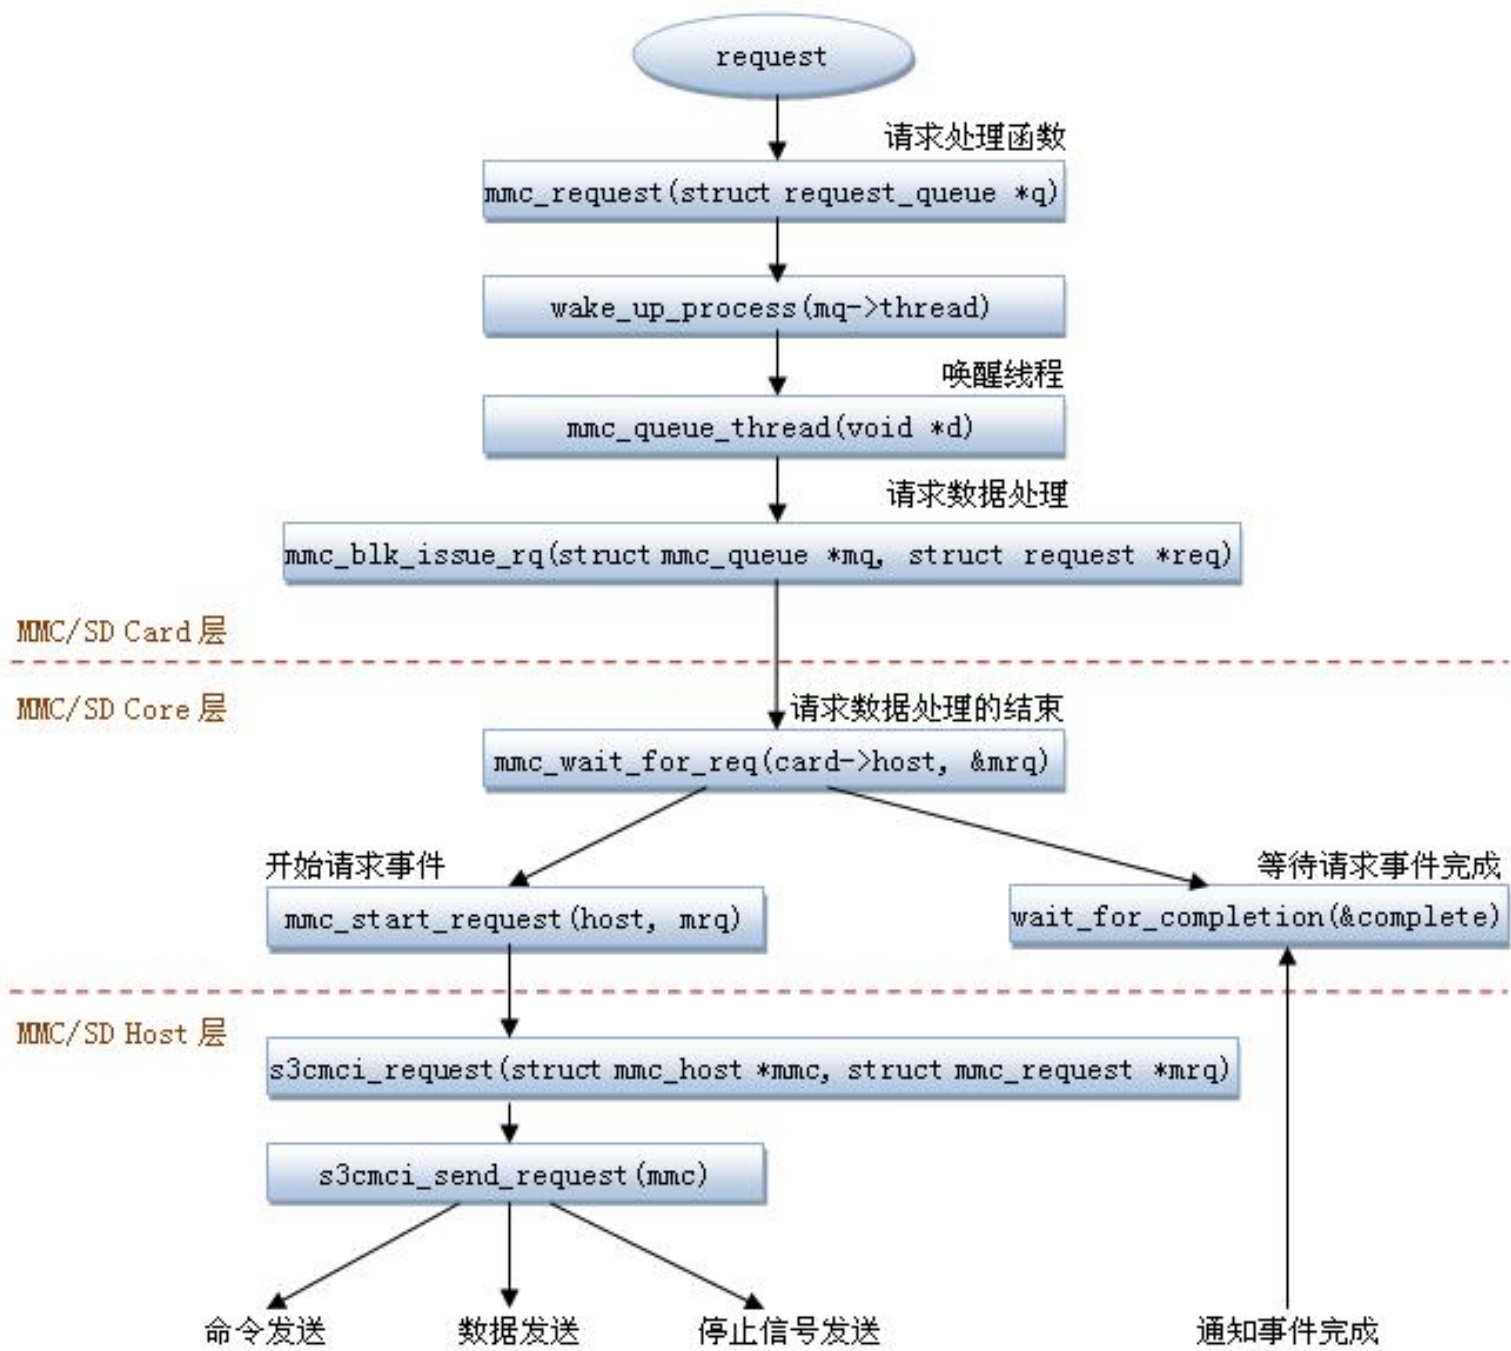 request
请求处理函数
mmc_request(struct request_queue *q)
wake_up_process(mq->thread)
唤醒线程
mmc_queue_thread(void *d)
请求数据处理
mmc_blk_issue_rq(struct mmc_queue *mq, struct request *req)
MMC/SD Card 层
MMC/SD Core 层
请求数据处理的结束
mmc_wait_for_req(card->host, &mrq)
开始请求事件
等待请求事件完成
mmc_start_request(host, mrq)
wait_for_completion(&complete)
MMC/SD Host 层
s3cmci_request(struct mmc_host *mmc, struct mmc_request *mrq)
s3cmci_send_request(mmc)
命令发送
数据发送
停止信号发送
通知事件完成